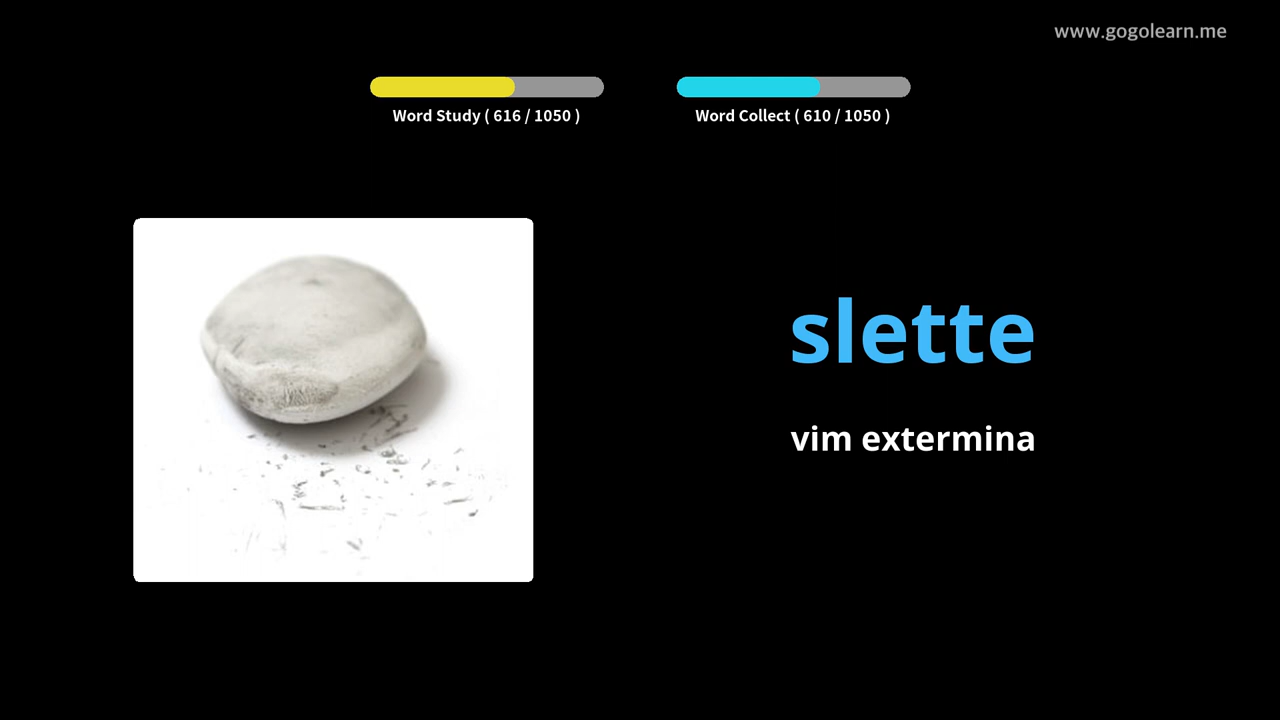 www.gogolearn.me
Word Study ( 616 / 1050 )
Word Collect ( 610 / 1050 )
slette
vim extermina